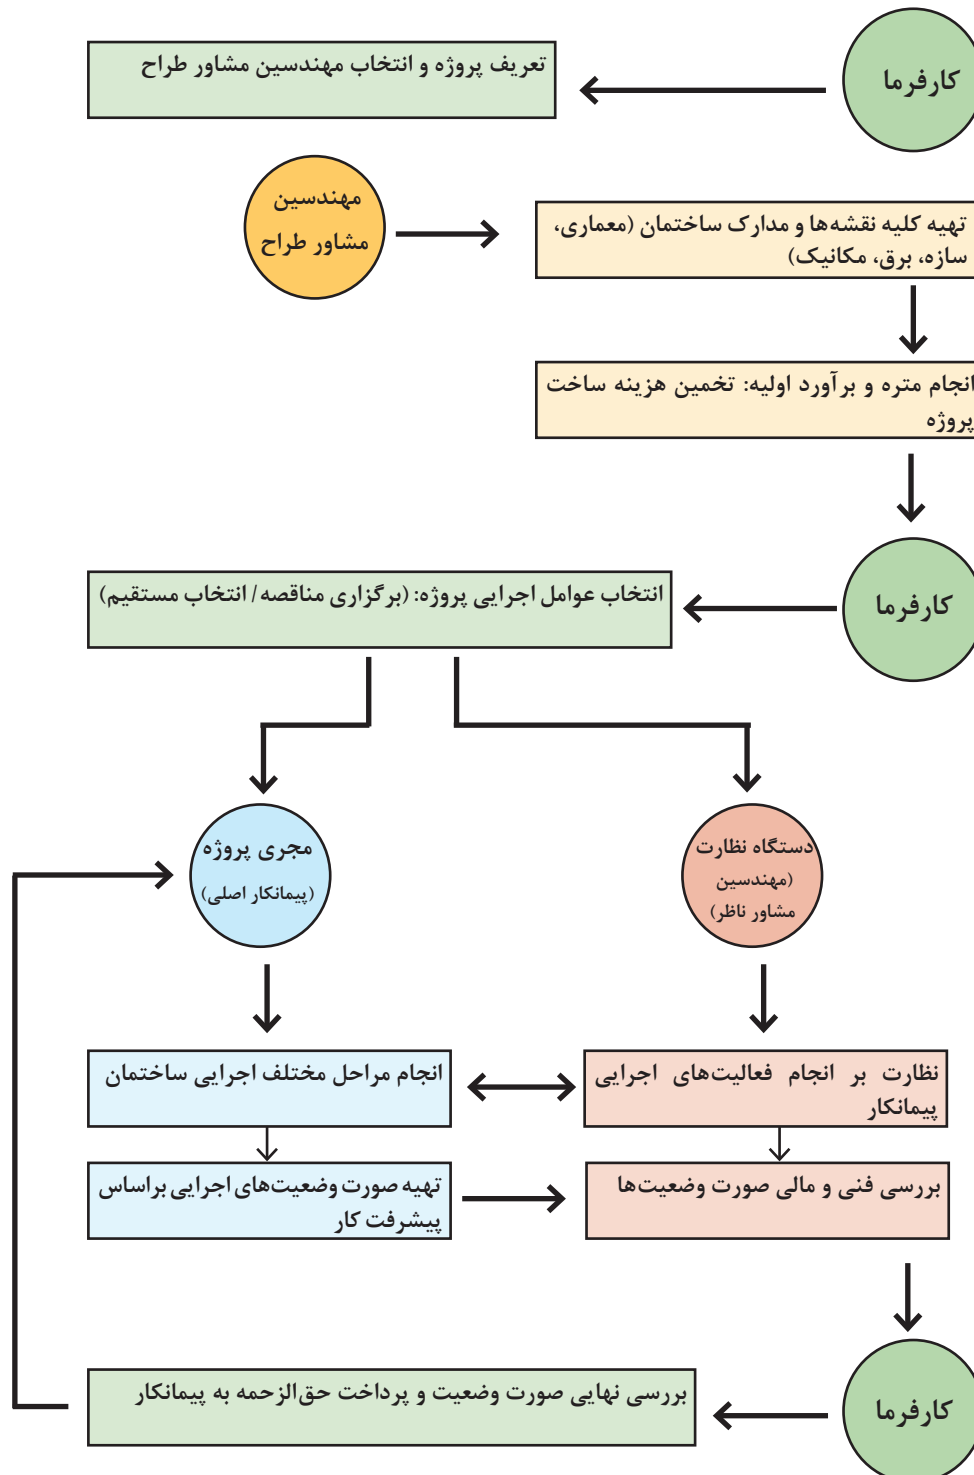 کارفرما
تعریف پروژه و انتخاب مهندسین مشاور طراح
مهندسین
مشاور طراح
تهیه کلیه نقشه‌ها و مدارک ساختمان (معماری،
سازه، برق، مکانیک)
انجام متره و برآورد اولیه: تخمین هزینه ساخت
پروژه
کارفرما
انتخاب عوامل اجرایی پروژه: (برگزاری مناقصه/ انتخاب مستقیم)
دستگاه نظارت
(مهندسین
مشاور ناظر)
مجری پروژه
(پیمانکار اصلی)
نظارت بر انجام فعالیت‌های اجرایی
پیمانکار
انجام مراحل مختلف اجرایی ساختمان
بررسی فنی و مالی صورت وضعیت‌ها
تهیه صورت وضعیت‌های اجرایی براساس
پیشرفت کار
کارفرما
بررسی نهایی صورت وضعیت و پرداخت حق‌الزحمه به پیمانکار